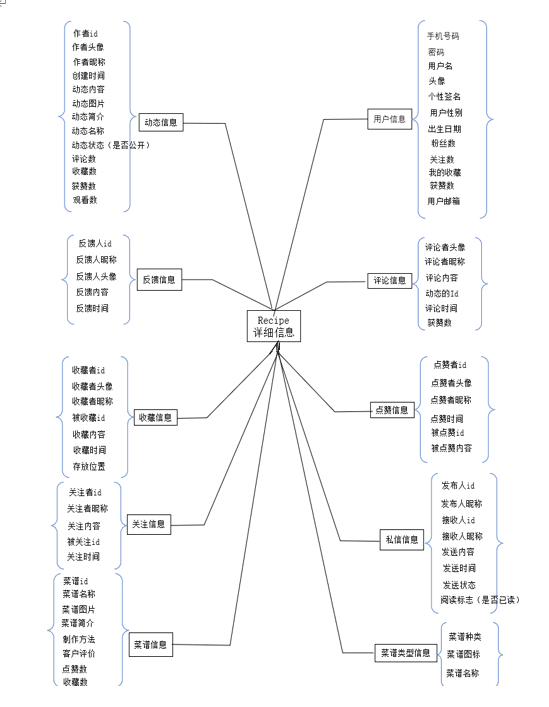 作者id
作者头像
作者昵称
创建时间
动态内容
动态图片
动态简介
动态名称
动态状态（是否公开）
评论数
收藏数
获赞数
观看数
动态信息
反馈人id
反馈人昵称
反馈人头像
反馈内容
反馈时间
反馈信息
收藏者id
收藏者头像
收藏者昵称
被收藏id
收藏内容
收藏时间
存放位置
收藏信息
关注者id
关注者昵称
关注内容
被关注id
关注时间
关注信息
菜谱id
菜谱名称
菜谱图片
菜谱简介
制作方法
客户评价
点赞数
收藏数
菜谱信息
Recipe
详细信息
用户信息
手机号码
密码
用户名
头像
个性签名
用户性别
出生日期
粉丝数
关注数
我的收藏
获赞数
用户邮箱
评论信息
评论者头像
评论者昵称
评论内容
动态的Id
评论时间
获赞数
点赞信息
点赞者id
点赞者头像
点赞者昵称
点赞时间
被点赞id
被点赞内容
私信信息
发布人id
发布人昵称
接收人id
接收人昵称
发送内容
发送时间
发送状态
阅读标志（是否已读）
菜谱类型信息
菜谱种类
菜谱图标
菜谱名称